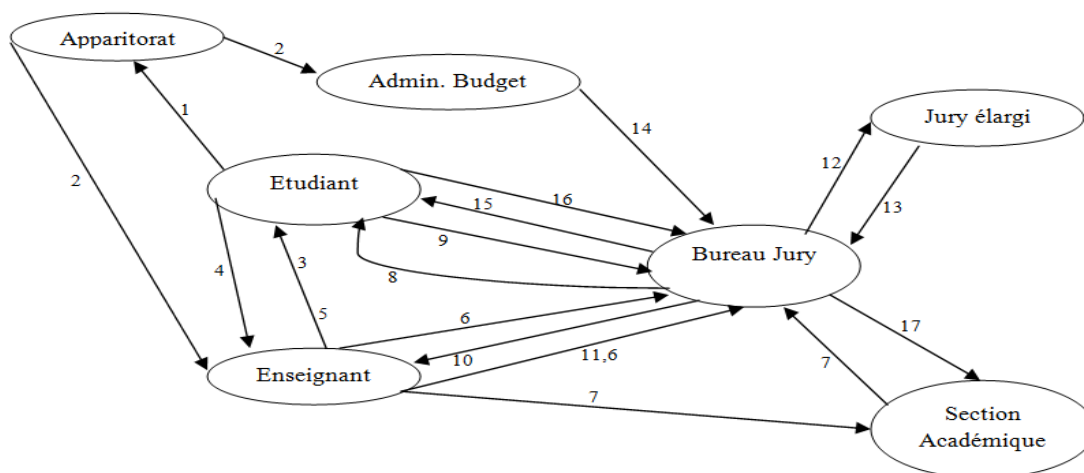 Apparitorat
2
Admin. Budget
14
Jury élargi
1
12
2
Etudiant
16
15
13
9
Bureau Jury
4
3
8
5
6
17
10
11,6
7
Enseignant
7
Section
Académique